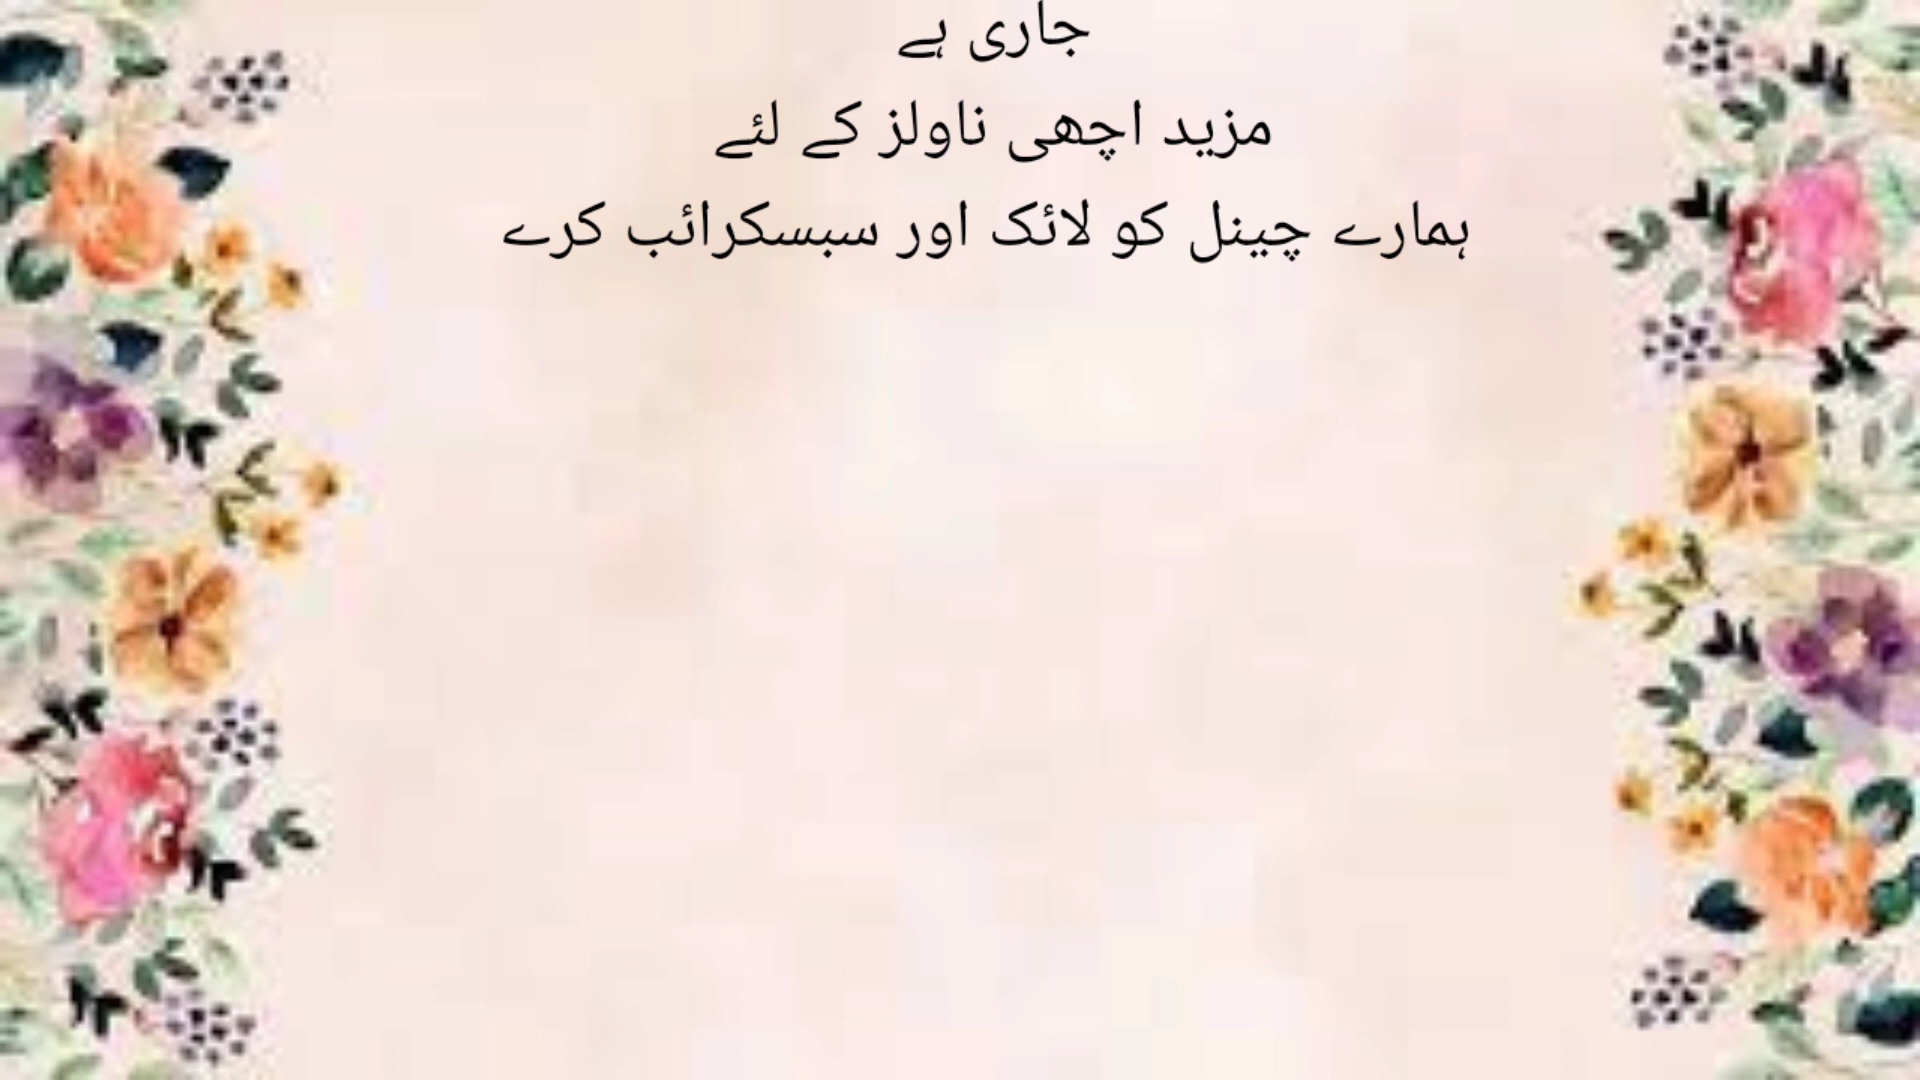 جاری ہے
مزید اچھی ناولز کے لئے
ہمارے چینل کو لائک اور سبسکرائب کرے